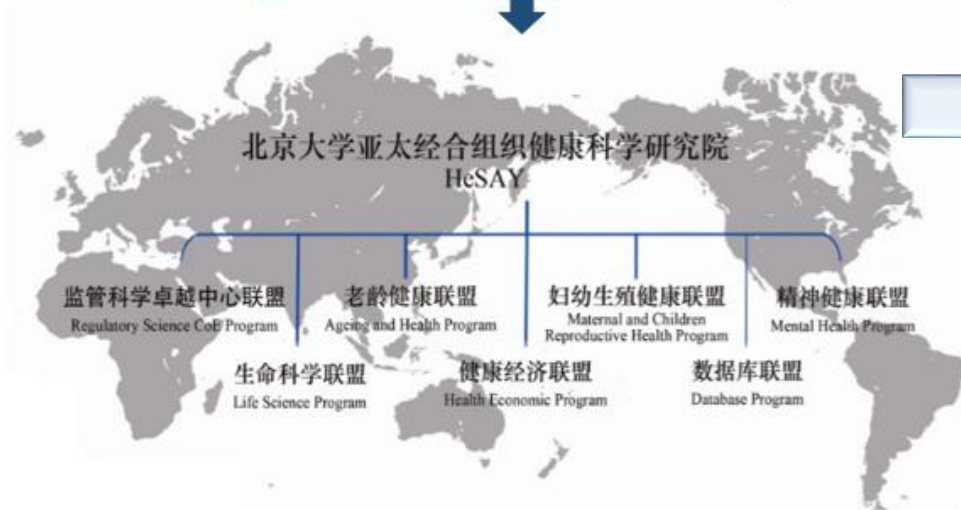 北京大学亚太经合组织健康科学研究院
HeSAY
监管科学卓越中心联盟
Regulatory Science CoE Program
老龄健康联盟
Ageing and Health Program
妇幼生殖健康联盟
Maternal and Children
Reproductive Health Program
精神健康联盟
Mental Health Program
生命科学联盟
Life Science Program
健康经济联盟
Health Economic Program
数据库联盟
Database Program